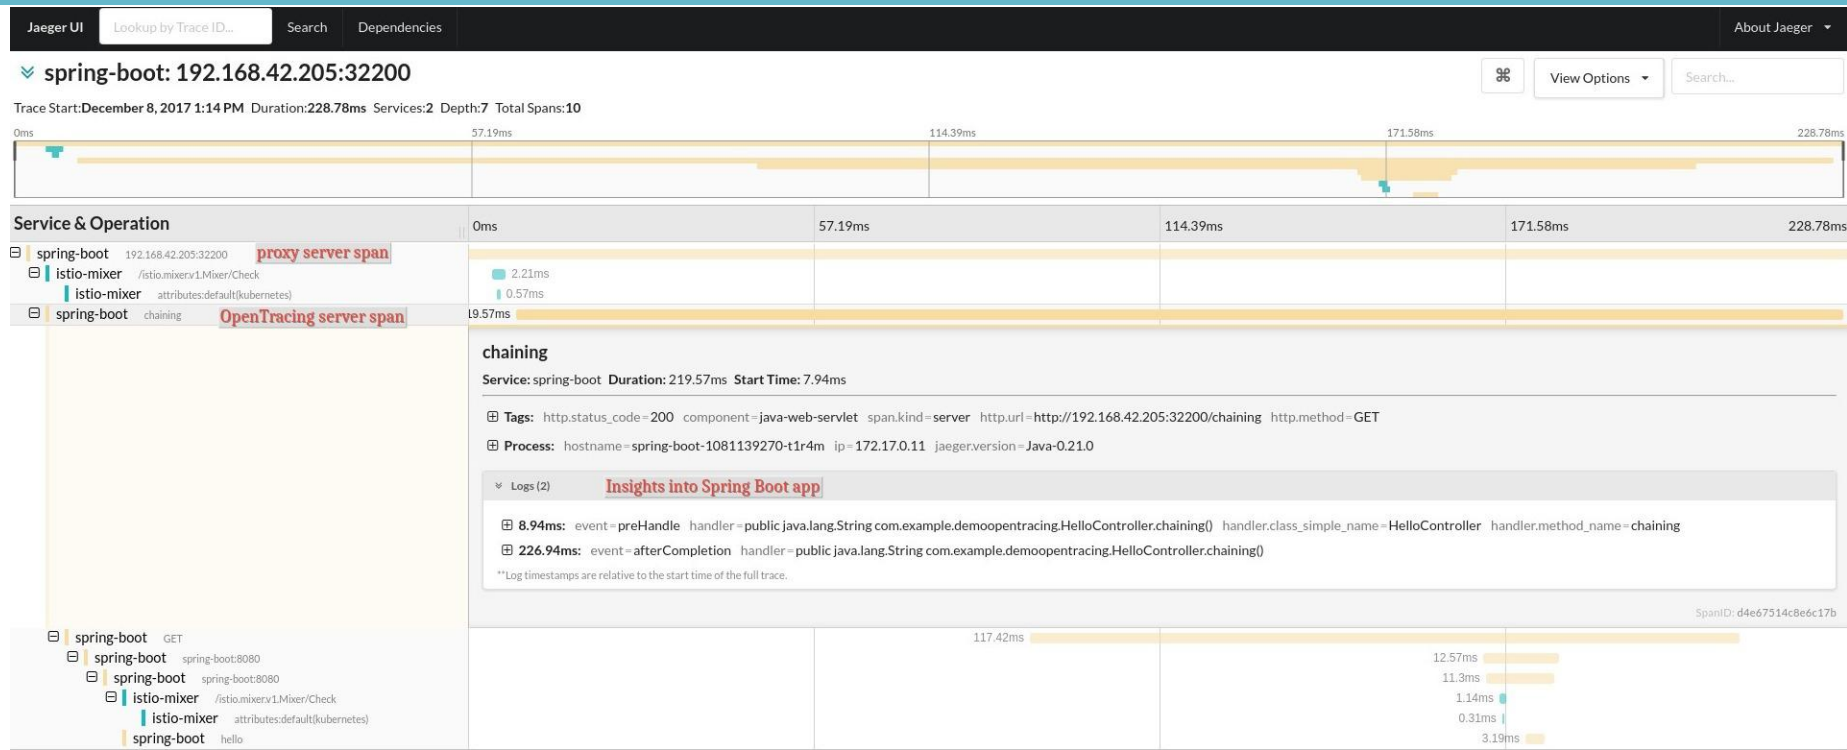 Jaeger UI Lookup by Trace ID... Search Dependencies About Jaeger
spring-boot: 192.168.42.205:32200 ⌘ View Options Search...
Trace Start:December 8, 2017 1:14 PM Duration:228.78ms Services:2 Depth:7 Total Spans:10
0ms 57.19ms 114.39ms 171.58ms 228.78ms
Service & Operation 0ms 57.19ms 114.39ms 171.58ms 228.78ms
spring-boot 192.168.42.205:32200 proxy server span
istio-mixer /istio.mixer.v1.Mixer/Check 2.21ms
istio-mixer attributes:default(kubernetes) 0.57ms
spring-boot chaining OpenTracing server span 19.57ms
chaining
Service: spring-boot Duration: 219.57ms Start Time: 7.94ms
Tags: http.status_code=200 component=java-web-servlet span.kind=server http.url=http://192.168.42.205:32200/chaining http.method=GET
Process: hostname=spring-boot-1081139270-t1r4m ip=172.17.0.11 jaeger.version=Java-0.21.0
Logs (2) Insights into Spring Boot app
8.94ms: event=preHandle handler=public java.lang.String com.example.demoopentracing.HelloController.chaining() handler.class_simple_name=HelloController handler.method_name=chaining
226.94ms: event=afterCompletion handler=public java.lang.String com.example.demoopentracing.HelloController.chaining()
**Log timestamps are relative to the start time of the full trace.
SpanID: d4e67514c8e6c17b
spring-boot GET 117.42ms
spring-boot spring-boot:8080 12.57ms
spring-boot spring-boot:8080 11.3ms
istio-mixer /istio.mixer.v1.Mixer/Check 1.14ms
istio-mixer attributes:default(kubernetes) 0.31ms
spring-boot hello 3.19ms